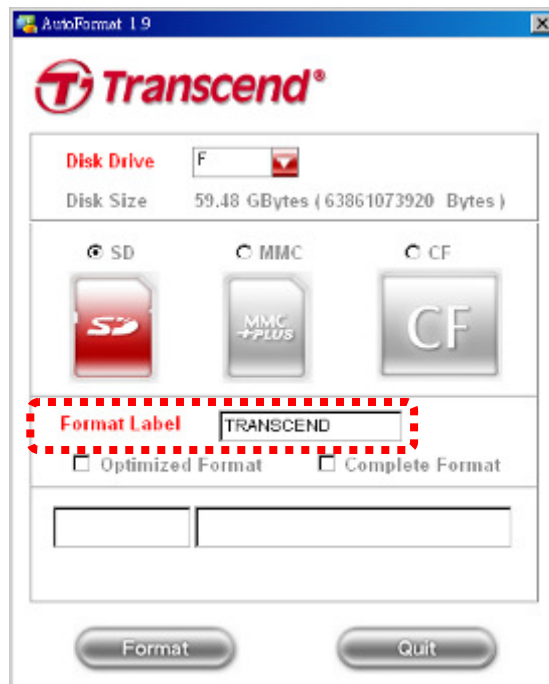 AutoFormat 1.9
Transcend®
Disk Drive F
Disk Size 59.48 GBytes ( 63861073920 Bytes )
SD MMC CF
SD MMC PLUS CF
Format Label TRANSCEND
Optimized Format Complete Format
Format Quit